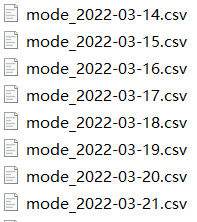 mode_2022-03-14.csv
mode_2022-03-15.csv
mode_2022-03-16.csv
mode_2022-03-17.csv
mode_2022-03-18.csv
mode_2022-03-19.csv
mode_2022-03-20.csv
mode_2022-03-21.csv